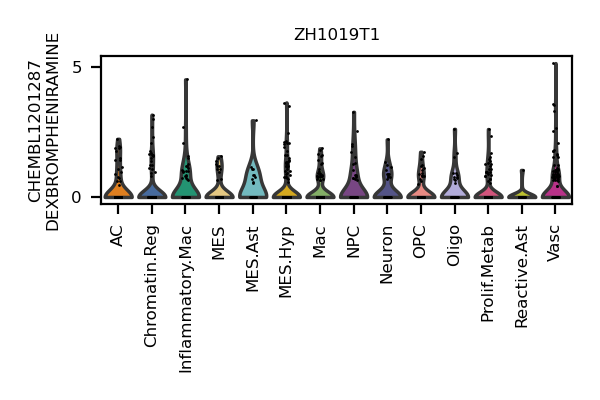 ZH1019T1
CHEMBL1201287
DEXBROMPHENIRAMINE
5
0
AC
Chromatin.Reg
Inflammatory.Mac
MES
MES.Ast
MES.Hyp
Mac
NPC
Neuron
OPC
Oligo
Prolif.Metab
Reactive.Ast
Vasc